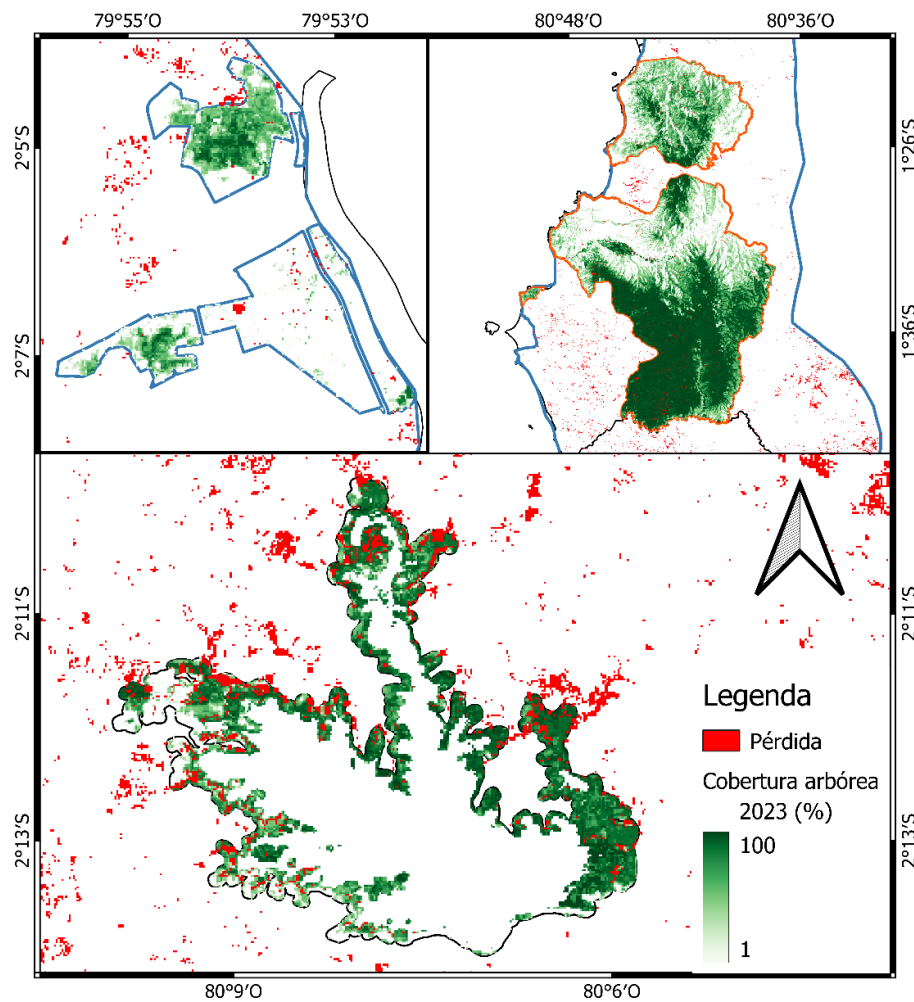 79°55'O 79°53'O 80°48'O 80°36'O
2°5'S
1°26'S
2°7'S
1°36'S
2°11'S
2°11'S
Legenda
Pérdida
Cobertura arbórea
2023 (%)
100
2°13'S
2°13'S
1
80°9'O 80°6'O